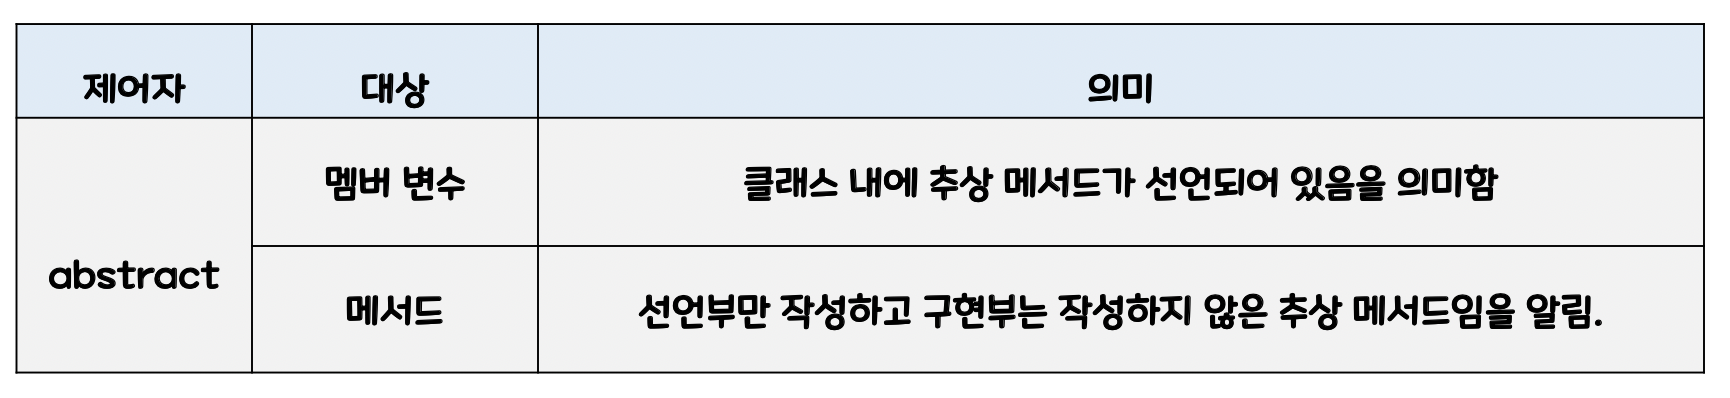 제어자 대상 의미
멤버 변수 클래스 내에 추상 메서드가 선언되어 있음을 의미함
abstract
메서드 선언부만 작성하고 구현부는 작성하지 않은 추상 메서드임을 알림.